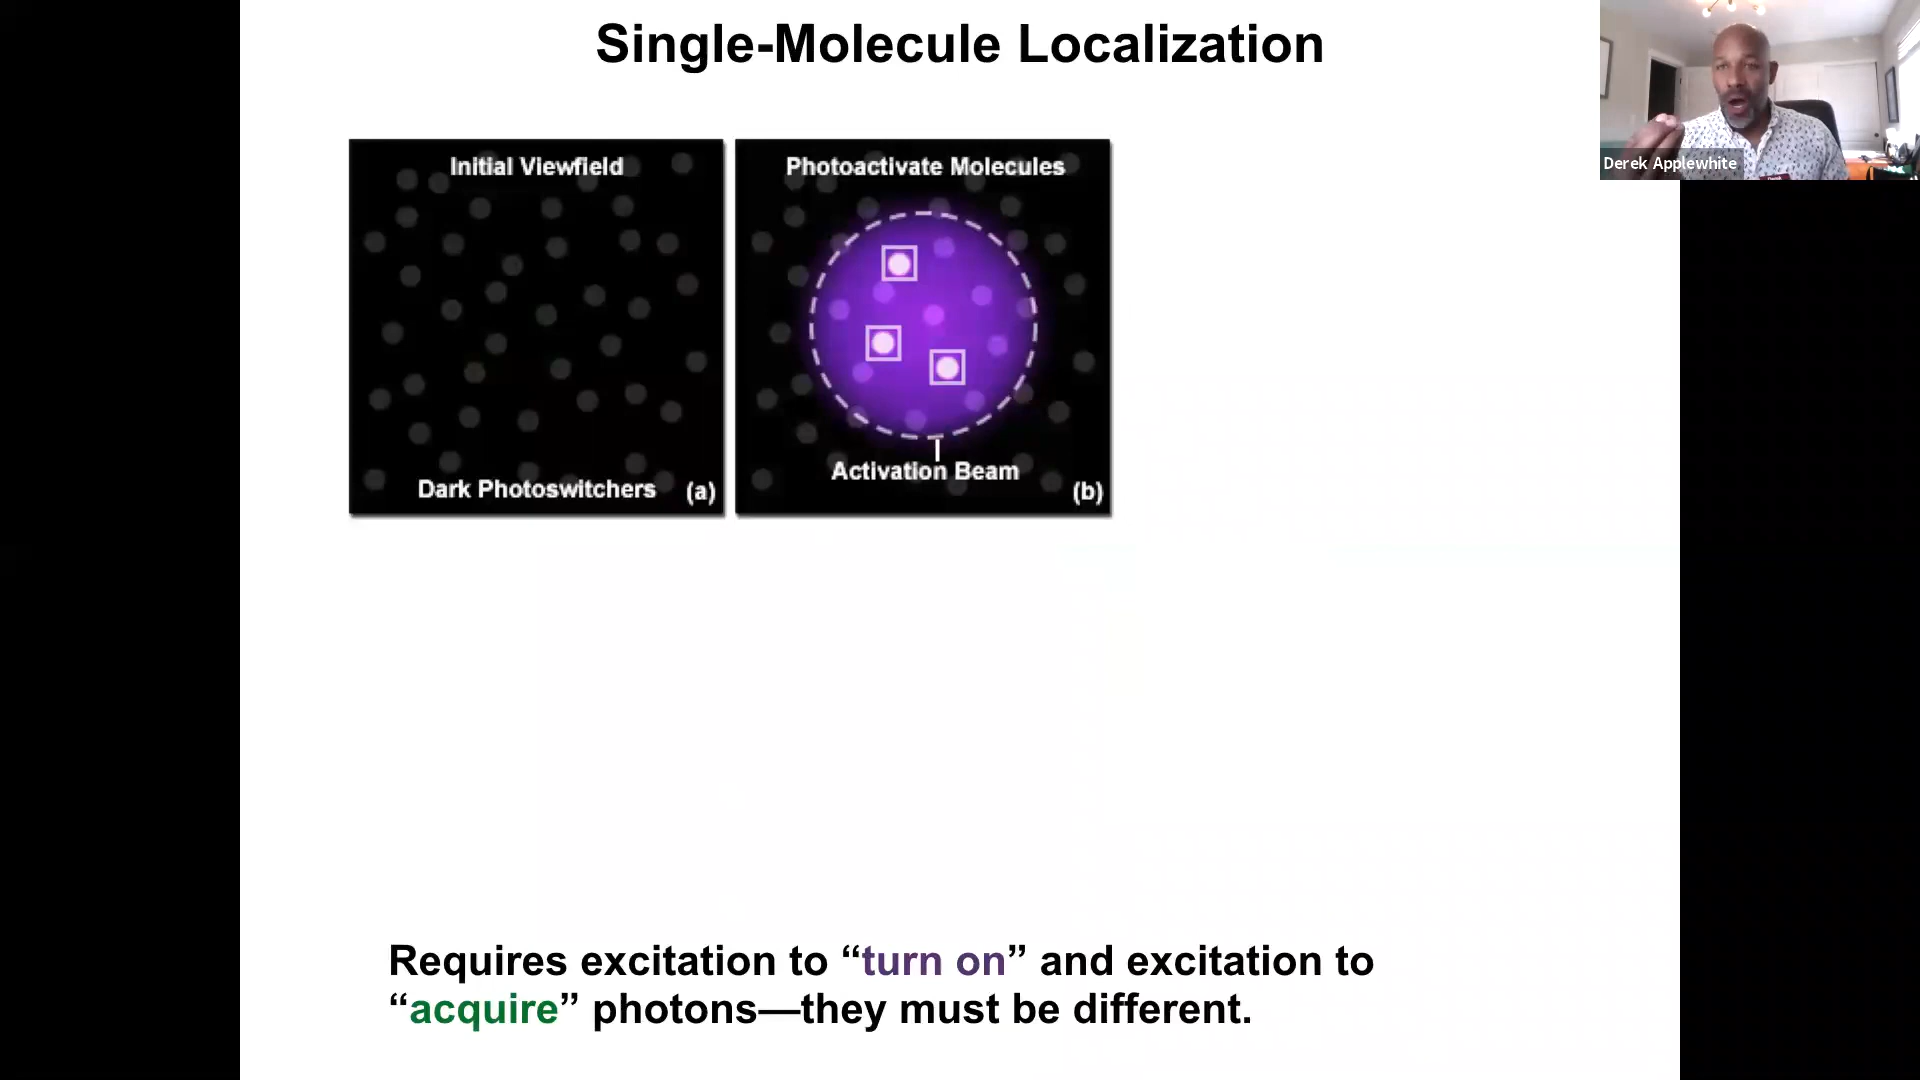 Single-Molecule Localization
Derek Applewhite
Initial Viewfield
Dark Photoswitchers (a)
Photoactivate Molecules
Activation Beam
(b)
Requires excitation to “turn on” and excitation to
“acquire” photons—they must be different.